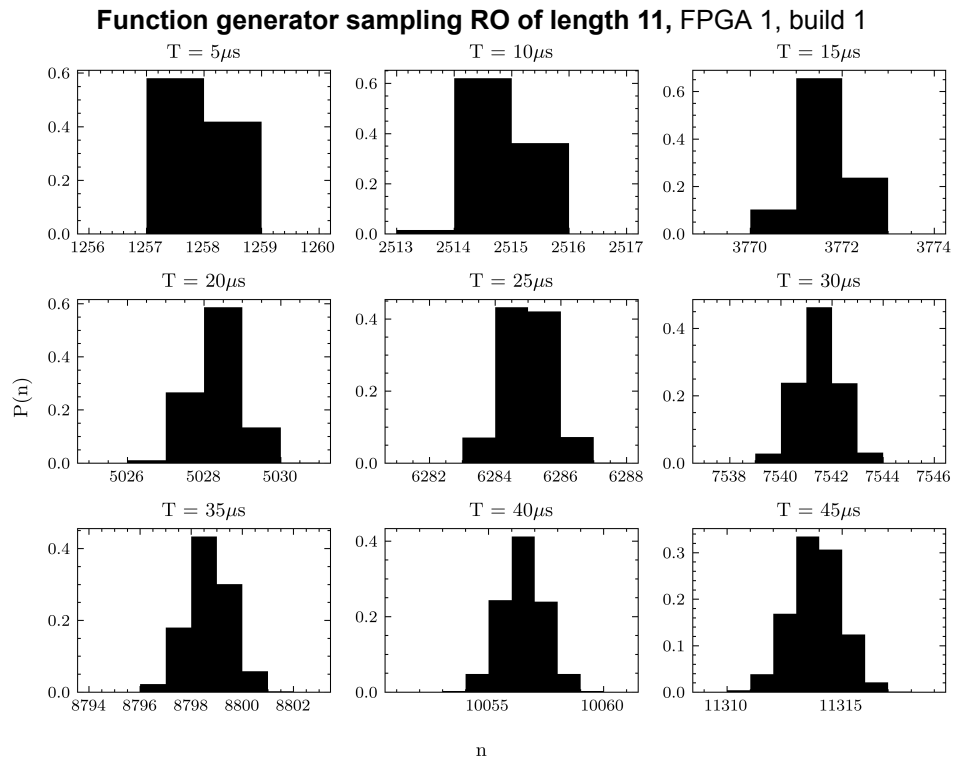 Function generator sampling RO of length 11, FPGA 1, build 1
T = 5μs
T = 10μs
T = 15μs
0.6
0.4
0.2
0.0
1256 1257 1258 1259 1260
0.6
0.4
0.2
0.0
2513 2514 2515 2516 2517
0.6
0.4
0.2
0.0
3770 3772 3774
T = 20μs
T = 25μs
T = 30μs
P(n)
0.6
0.4
0.2
0.0
5026 5028 5030
0.4
0.2
0.0
6282 6284 6286 6288
0.4
0.2
0.0
7538 7540 7542 7544 7546
T = 35μs
T = 40μs
T = 45μs
0.4
0.2
0.0
8794 8796 8798 8800 8802
0.4
0.2
0.0
10055 10060
0.3
0.2
0.1
0.0
11310 11315
n